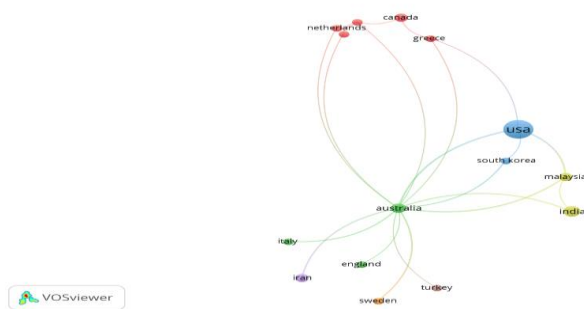 canada
netherlands
greece
usa
south korea
malaysia
australia
india
italy
england
iran
turkey
sweden
VOSviewer